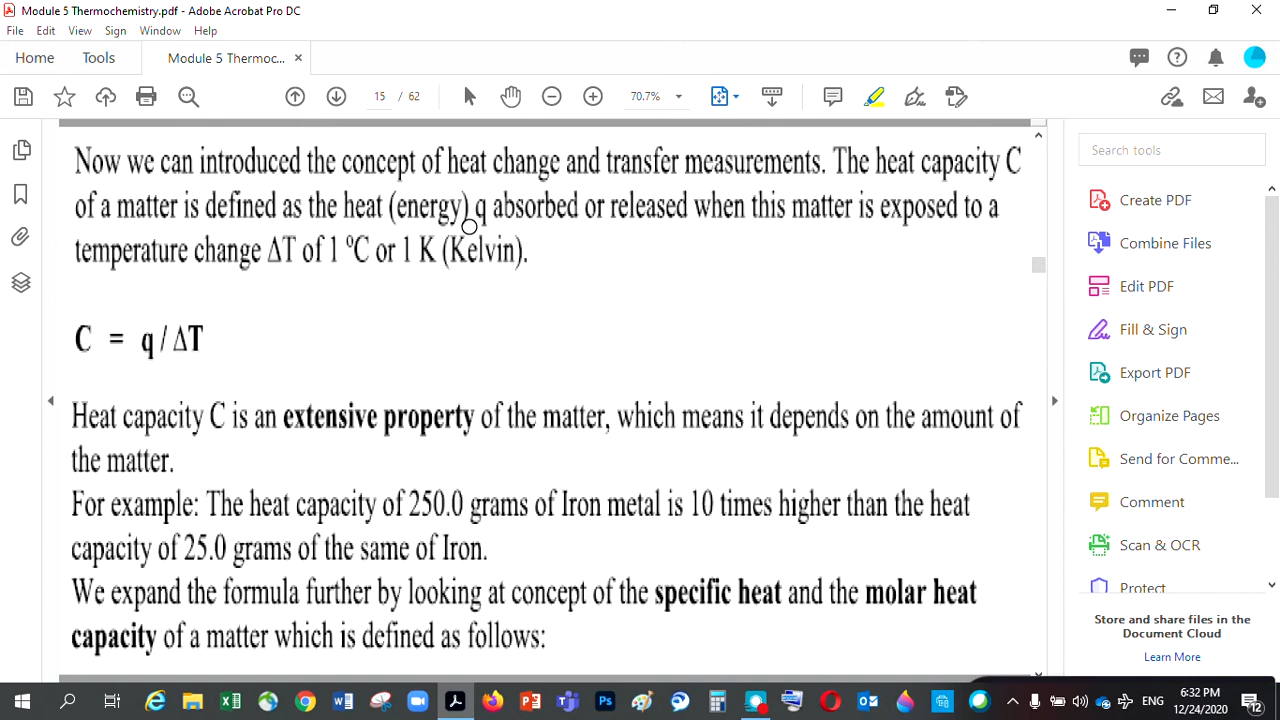 Module 5 Thermochemistry.pdf - Adobe Acrobat Pro DC
File Edit View Sign Window Help
Home Tools Module 5 Thermoc... ×
15 / 62 70.7%
Now we can introduced the concept of heat change and transfer measurements. The heat capacity C
of a matter is defined as the heat (energy) q absorbed or released when this matter is exposed to a
temperature change ΔT of 1 ⁰C or 1 K (Kelvin).
C = q / ΔT
Heat capacity C is an extensive property of the matter, which means it depends on the amount of
the matter.
For example: The heat capacity of 250.0 grams of Iron metal is 10 times higher than the heat
capacity of 25.0 grams of the same of Iron.
We expand the formula further by looking at concept of the specific heat and the molar heat
capacity of a matter which is defined as follows:
Search tools
Create PDF
Combine Files
Edit PDF
Fill & Sign
Export PDF
Organize Pages
Send for Comme...
Comment
Scan & OCR
Protect
Store and share files in the
Document Cloud
Learn More
ENG
6:32 PM
12/24/2020
12